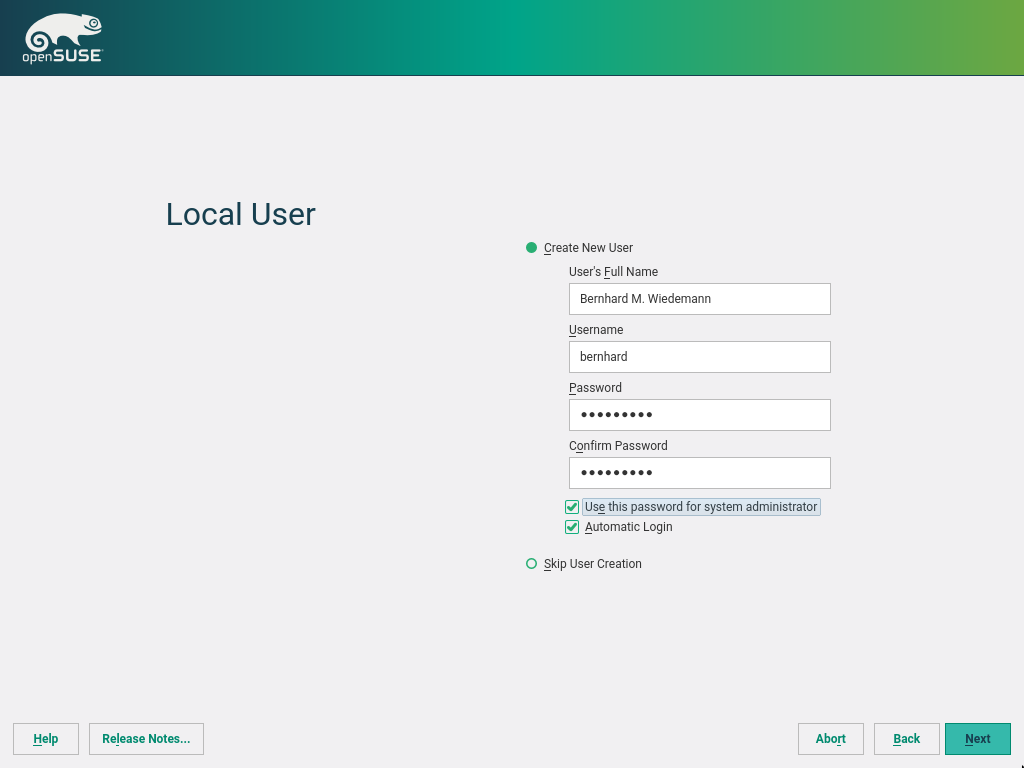 openSUSE
Local User
Create New User
User's Full Name
Bernhard M. Wiedemann
Username
bernhard
Password
●●●●●●●●●
Confirm Password
●●●●●●●●●
Use this password for system administrator
Automatic Login
Skip User Creation
Help Release Notes... Abort Back Next